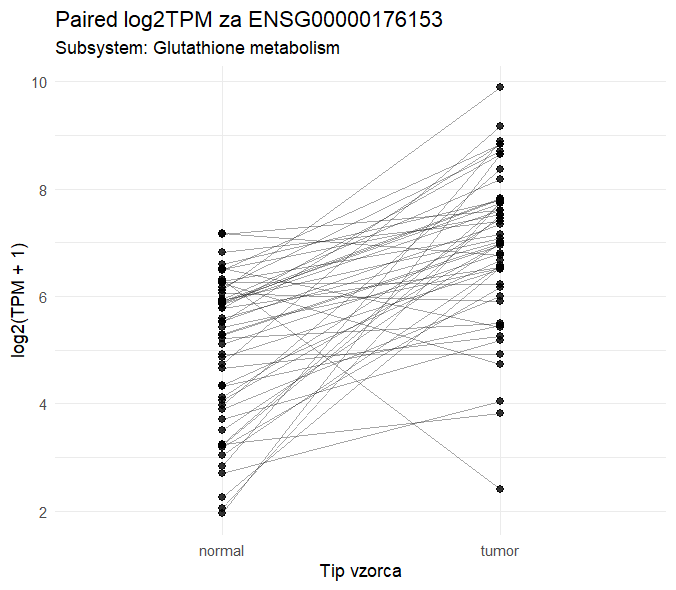 Paired log2TPM za ENSG00000176153
Subsystem: Glutathione metabolism
10
8
6
4
2
log2(TPM + 1)
normal
tumor
Tip vzorca